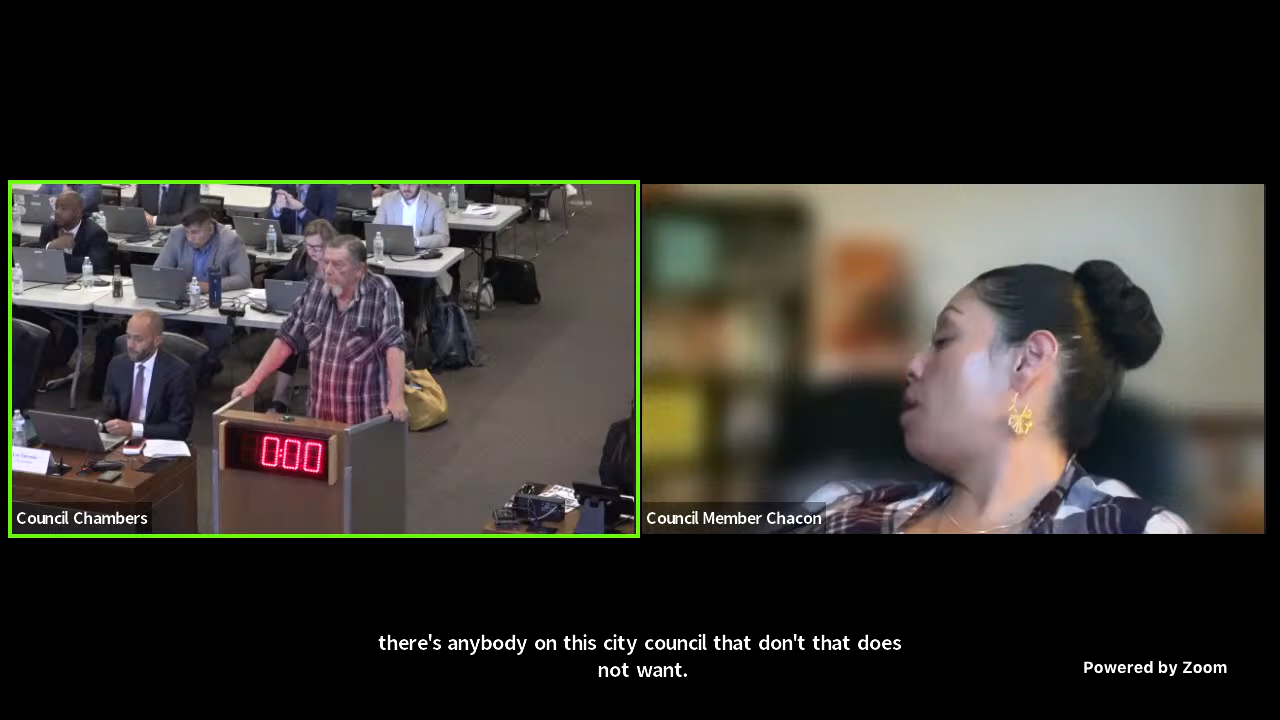 0:00
Council Chambers
Council Member Chacon
there's anybody on this city council that don't that does
not want.
Powered by Zoom